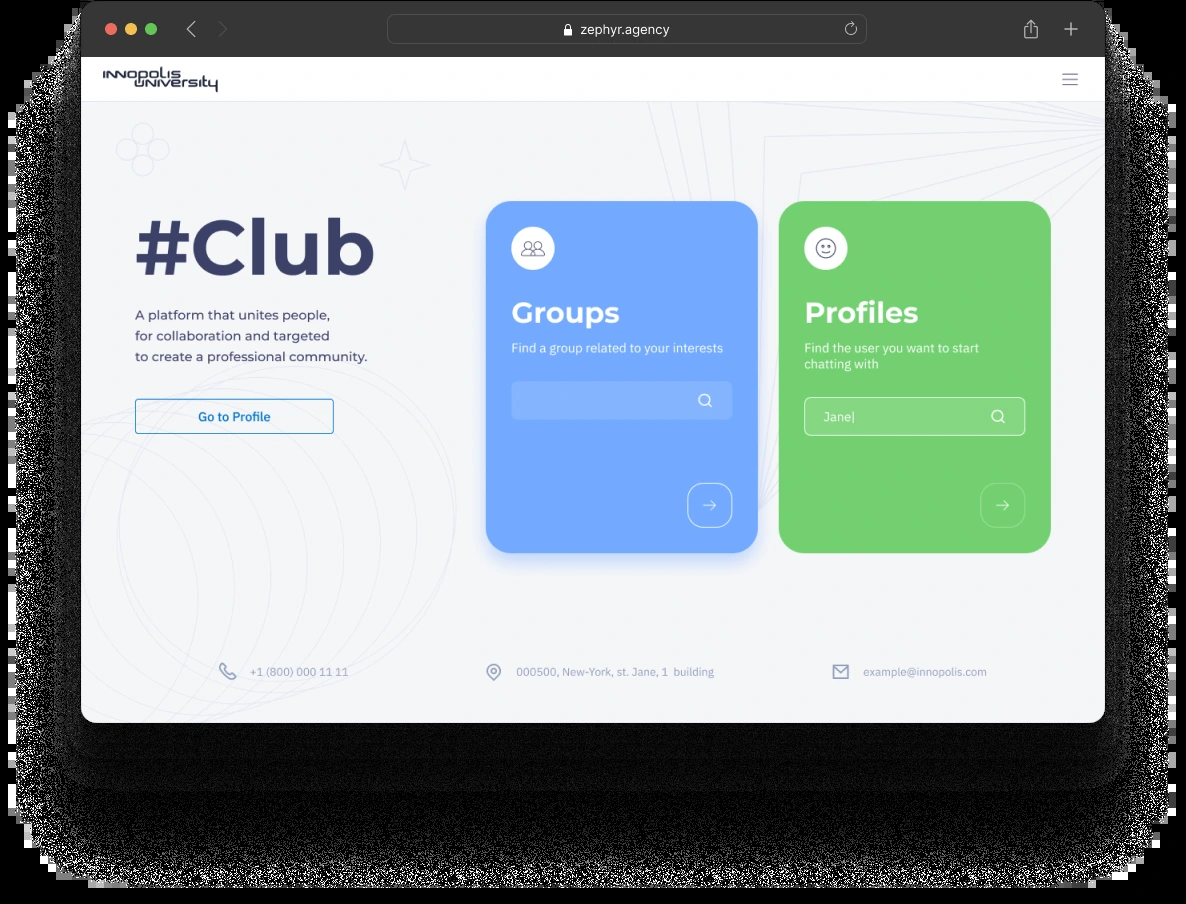 zephyr.agency
INNOPOLIS
UNIVERSITY
#Club
A platform that unites people,
for collaboration and targeted
to create a professional community.
Go to Profile
Groups
Find a group related to your interests
Profiles
Find the user you want to start
chatting with
Jane
+1 (800) 000 11 11
000500, New-York, st. Jane, 1 building
example@innopolis.com